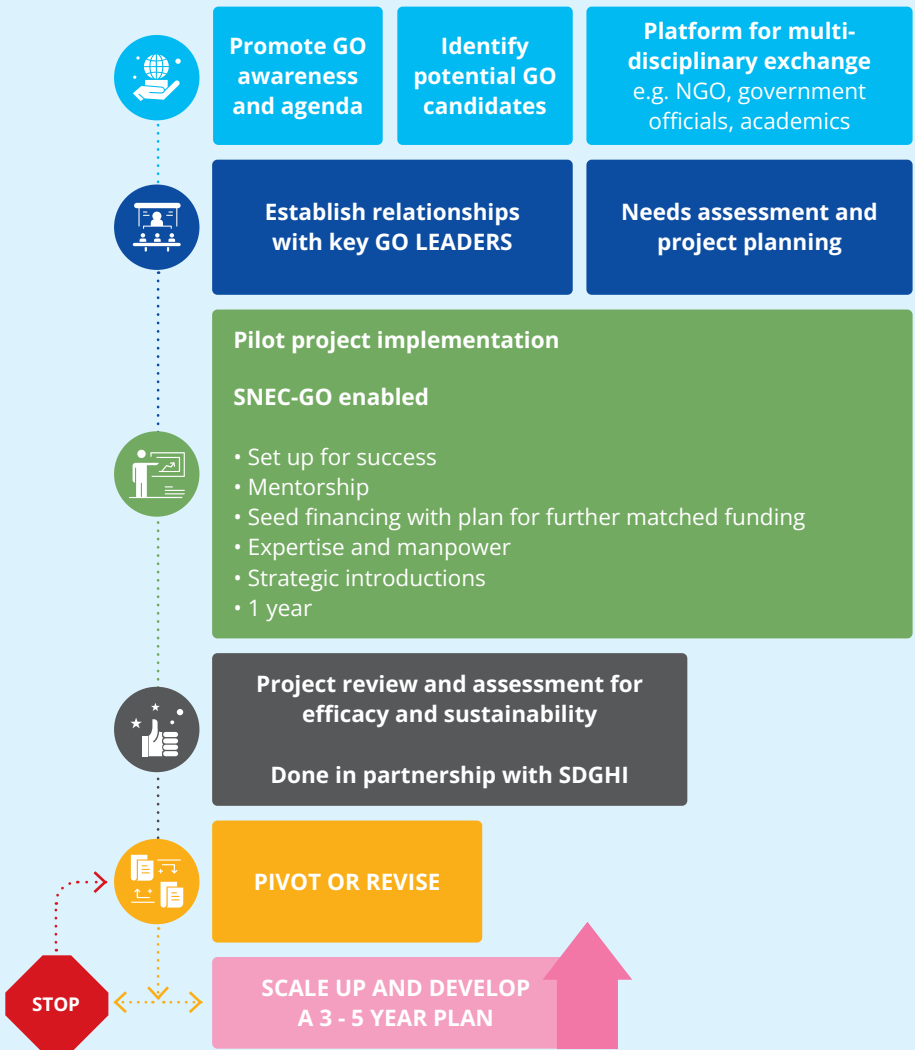 Promote GO
awareness
and agenda
Identify
potential GO
candidates
Platform for multi-
disciplinary exchange
e.g. NGO, government
officials, academics
Establish relationships
with key GO LEADERS
Needs assessment and
project planning
Pilot project implementation
SNEC-GO enabled
• Set up for success
• Mentorship
• Seed financing with plan for further matched funding
• Expertise and manpower
• Strategic introductions
• 1 year
Project review and assessment for
efficacy and sustainability
Done in partnership with SDGHI
PIVOT OR REVISE
STOP
SCALE UP AND DEVELOP
A 3 - 5 YEAR PLAN